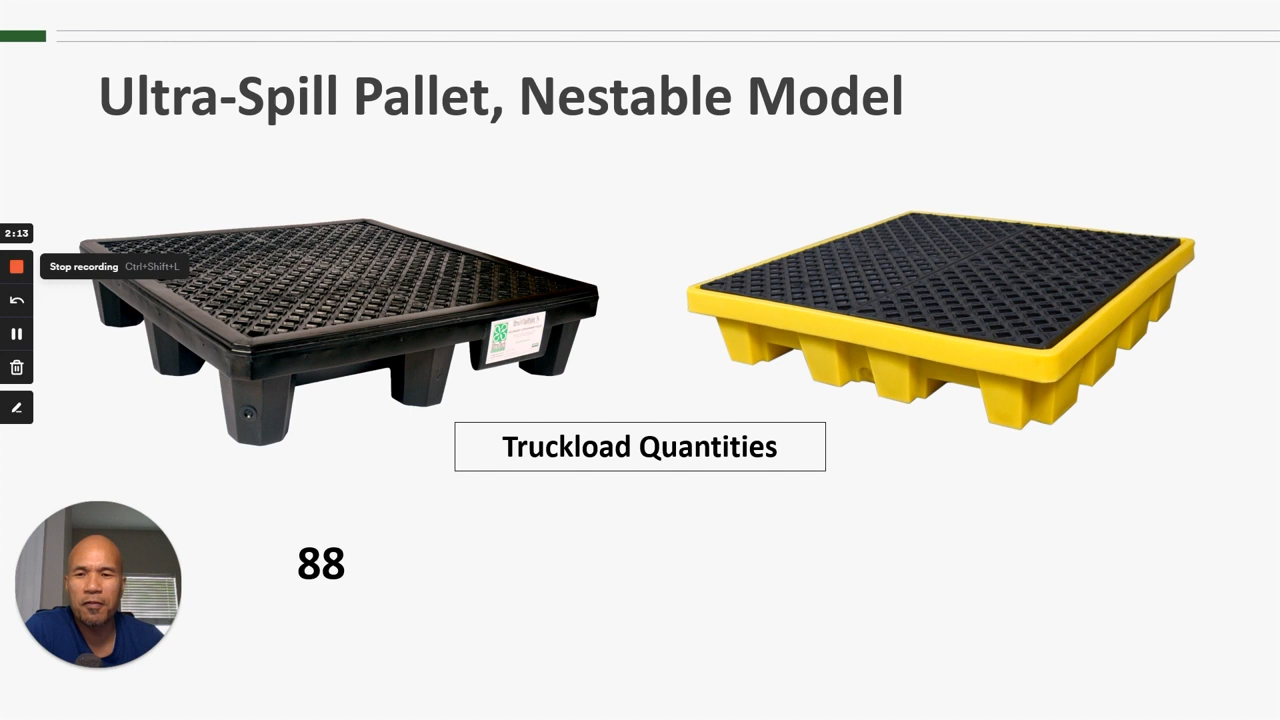 Ultra-Spill Pallet, Nestable Model
2:13
Stop recording Ctrl+Shift+L
Truckload Quantities
88